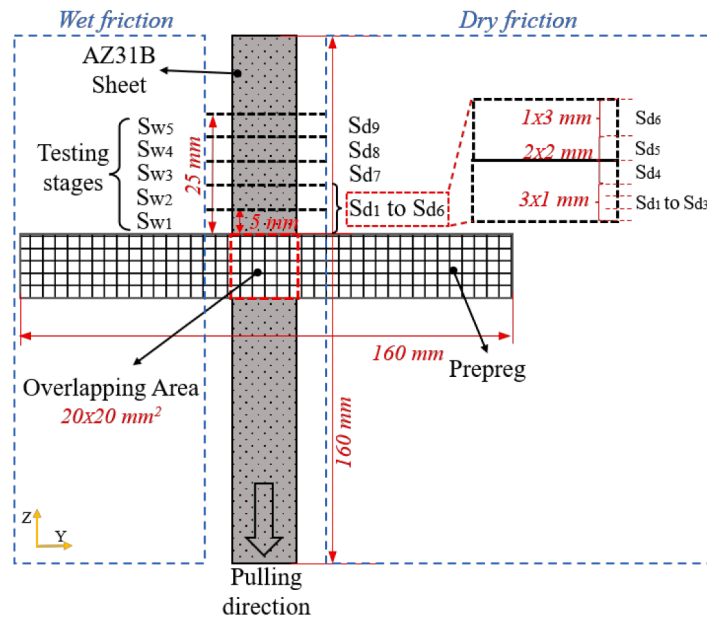 Wet friction
Dry friction
AZ31B
Sheet
Testing
stages
Sw5
Sw4
Sw3
Sw2
Sw1
25 mm
5 mm
Sd9
Sd8
Sd7
Sd1 to Sd6
1x3 mm
2x2 mm
3x1 mm
Sd6
Sd5
Sd4
Sd1 to Sd3
160 mm
Overlapping Area
20x20 mm²
Prepreg
160 mm
Z
Y
Pulling
direction